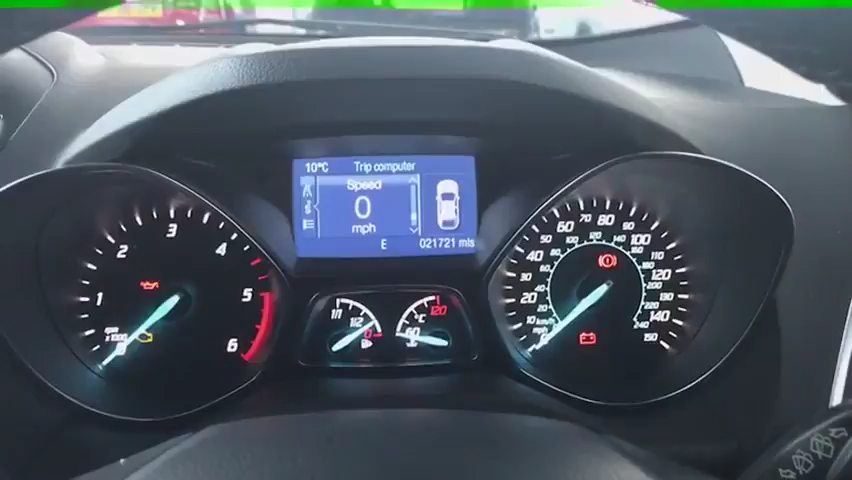 10°C Trip computer
Speed
0
mph
E 021721 mls
1 2 3 4 5 6
rpm
x1000
1/1 1/2 0
60 °C 120
10 20 30 40 50 60 70 80 90 100 110 120 130 140 150
km/h
mph
20 40 60 80 100 120 140 160 180 200 220 240